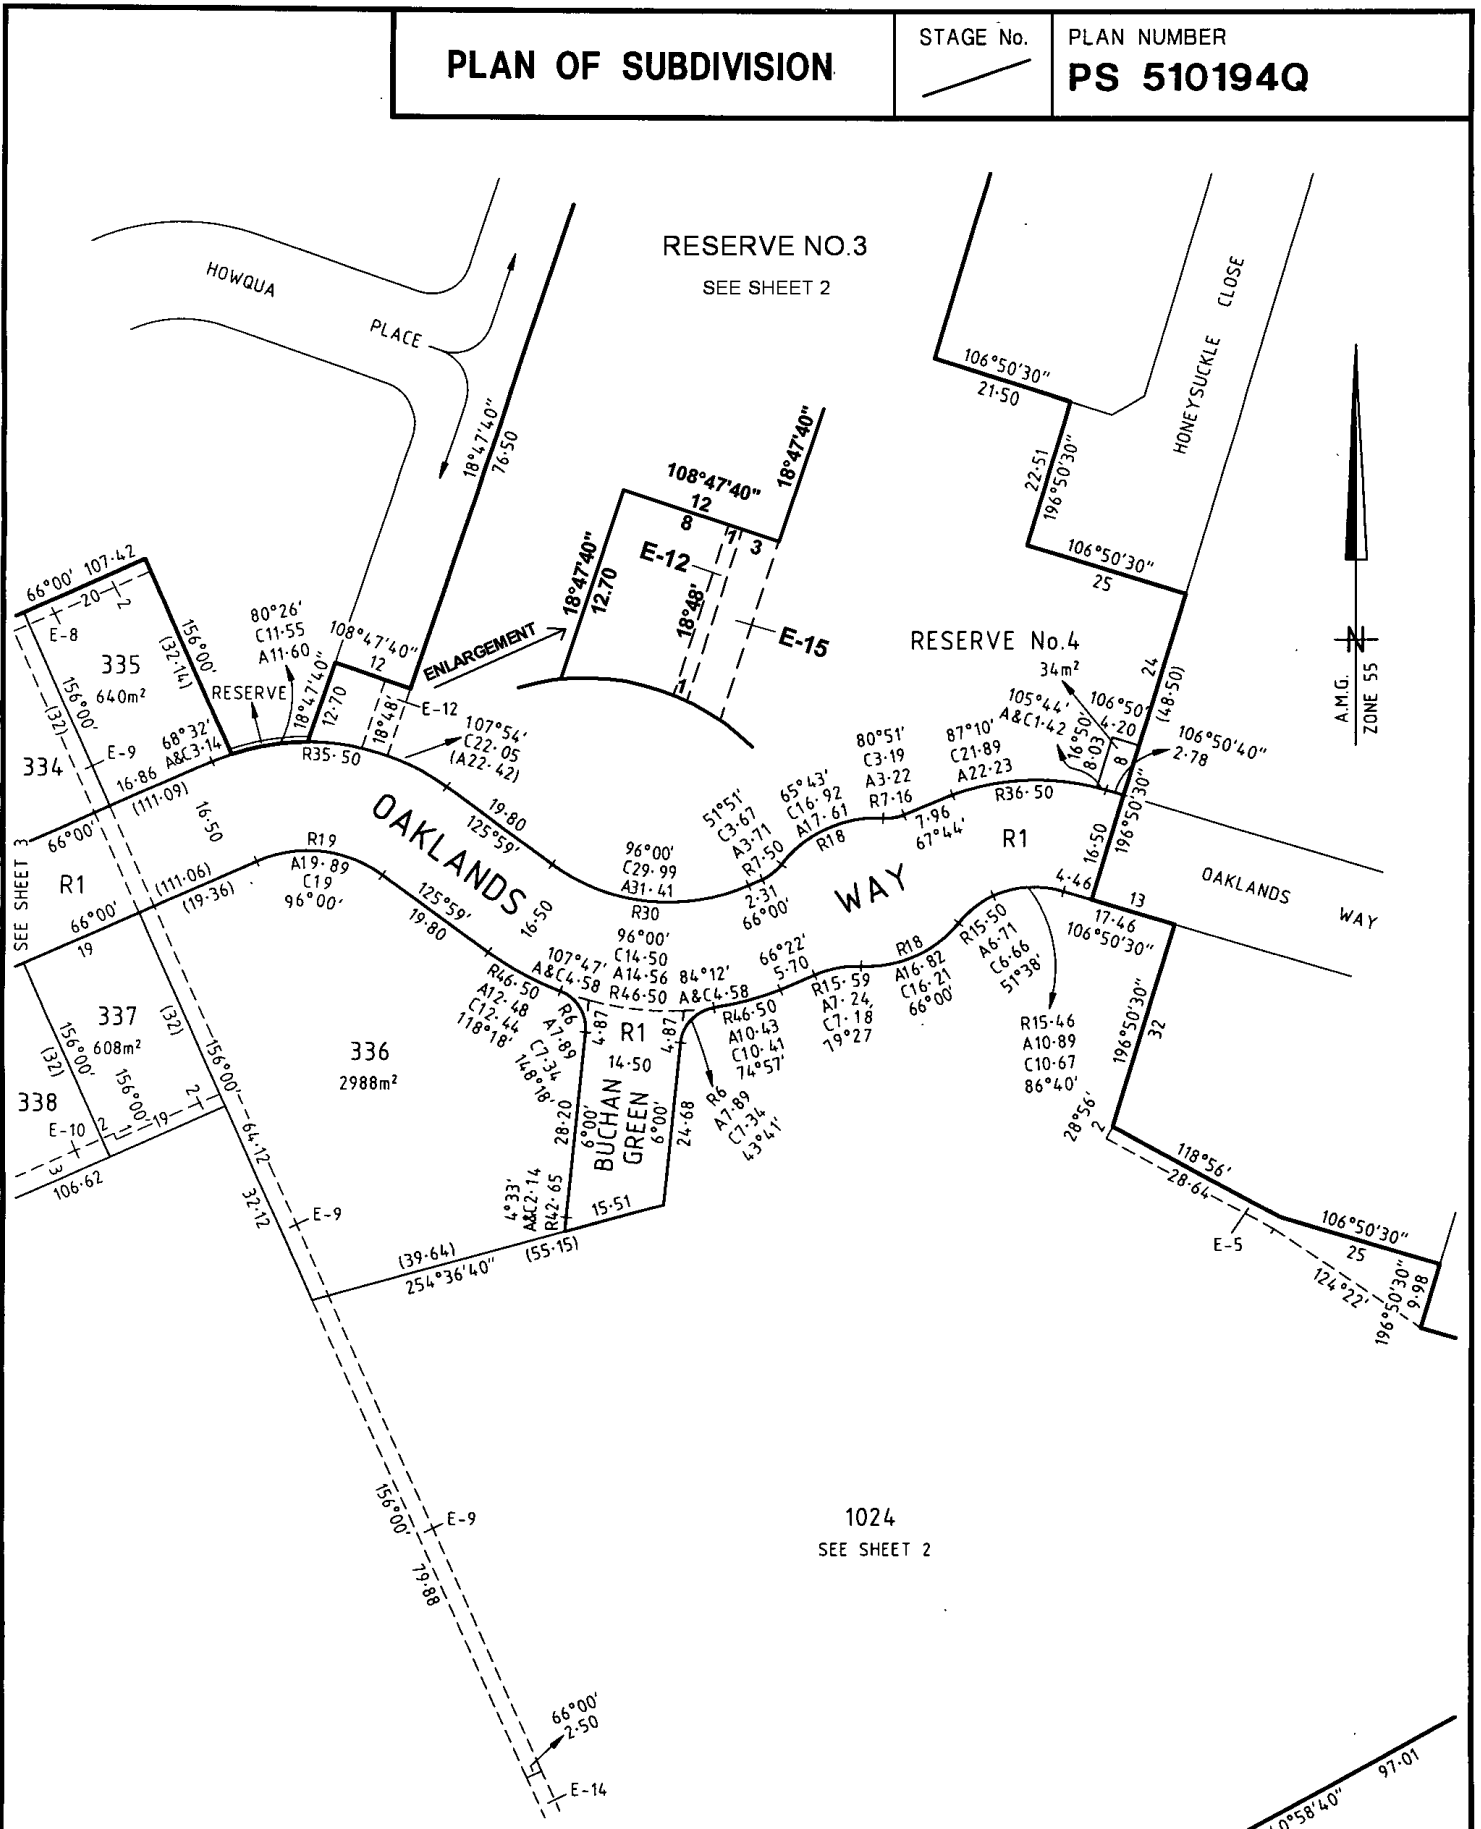 PLAN OF SUBDIVISION
STAGE No.
PLAN NUMBER
PS 510194Q
RESERVE NO.3
SEE SHEET 2
HOWQUA
PLACE
18°47'40"
76·50
HONEYSUCKLE CLOSE
106°50'30"
21·50
22·51
196°50'30"
106°50'30"
25
A.M.G.
ZONE 55
N
108°47'40"
12
8
1
3
18°47'40"
18°47'40"
12.70
E-12
18°48'
E-15
1
ENLARGEMENT
66°00' 107·42
20
2
E-8
335
640m²
156°00'
(32·14)
156°00'
(32)
80°26'
C11·55
A11·60
RESERVE
108°47'40"
12
18°47'40"
12·70
18°48'
E-12
107°54'
C22·05
(A22·42)
R35·50
E-9
334
68°32'
A&C3·14
16·86
(111·09)
66°00'
16·50
RESERVE No.4
34m²
24
(48·50)
105°44'
A&C1·42
106°50'
4·20
16°50'
8·03
8
106°50'40"
2·78
196°50'30"
16·50
80°51'
C3·19
A3·22
R7·16
87°10'
C21·89
A22·23
R36·50
65°43'
C16·92
A17·61
R18
51°51'
C3·67
A3·71
R7·50
7·96
67°44'
2·31
66°00'
R1
OAKLANDS
WAY
19·80
125°59'
96°00'
C29·99
A31·41
R30
16·50
SEE SHEET 3
R1
(111·06)
(19·36)
66°00'
19
R19
A19·89
C19
96°00'
125°59'
19·80
OAKLANDS
WAY
4·46
13
17·46
106°50'30"
107°47'
A&C4·58
96°00'
C14·50
A14·56
R46·50
84°12'
A&C4·58
66°22'
5·70
R46·50
A12·48
C12·44
118°18'
R6
A7·89
C7·34
148°18'
4·87
R1
4·87
14·50
R46·50
A10·43
C10·41
74°57'
R15·59
A7·24
C7·18
79°27
R18
A16·82
C16·21
66°00'
R15·50
A6·71
C6·66
51°38'
R15·46
A10·89
C10·67
86°40'
R6
A7·89
C7·34
43°41'
196°50'30"
32
337
608m²
156°00'
(32)
(32)
156°00'
156°00'
2
338
E-10
2
19
3
106·62
336
2988m²
64·12
32·12
E-9
28·20
6°00'
BUCHAN
GREEN
6°00'
24·68
4°33'
A&C2·14
R42·65
15·51
(39·64)
(55·15)
254°36'40"
28°56'
2
118°56'
28·64
E-5
106°50'30"
25
124°22'
196°50'30"
9·98
1024
SEE SHEET 2
156°00'
E-9
79·88
66°00'
2·50
E-14
97·01
0°58'40"